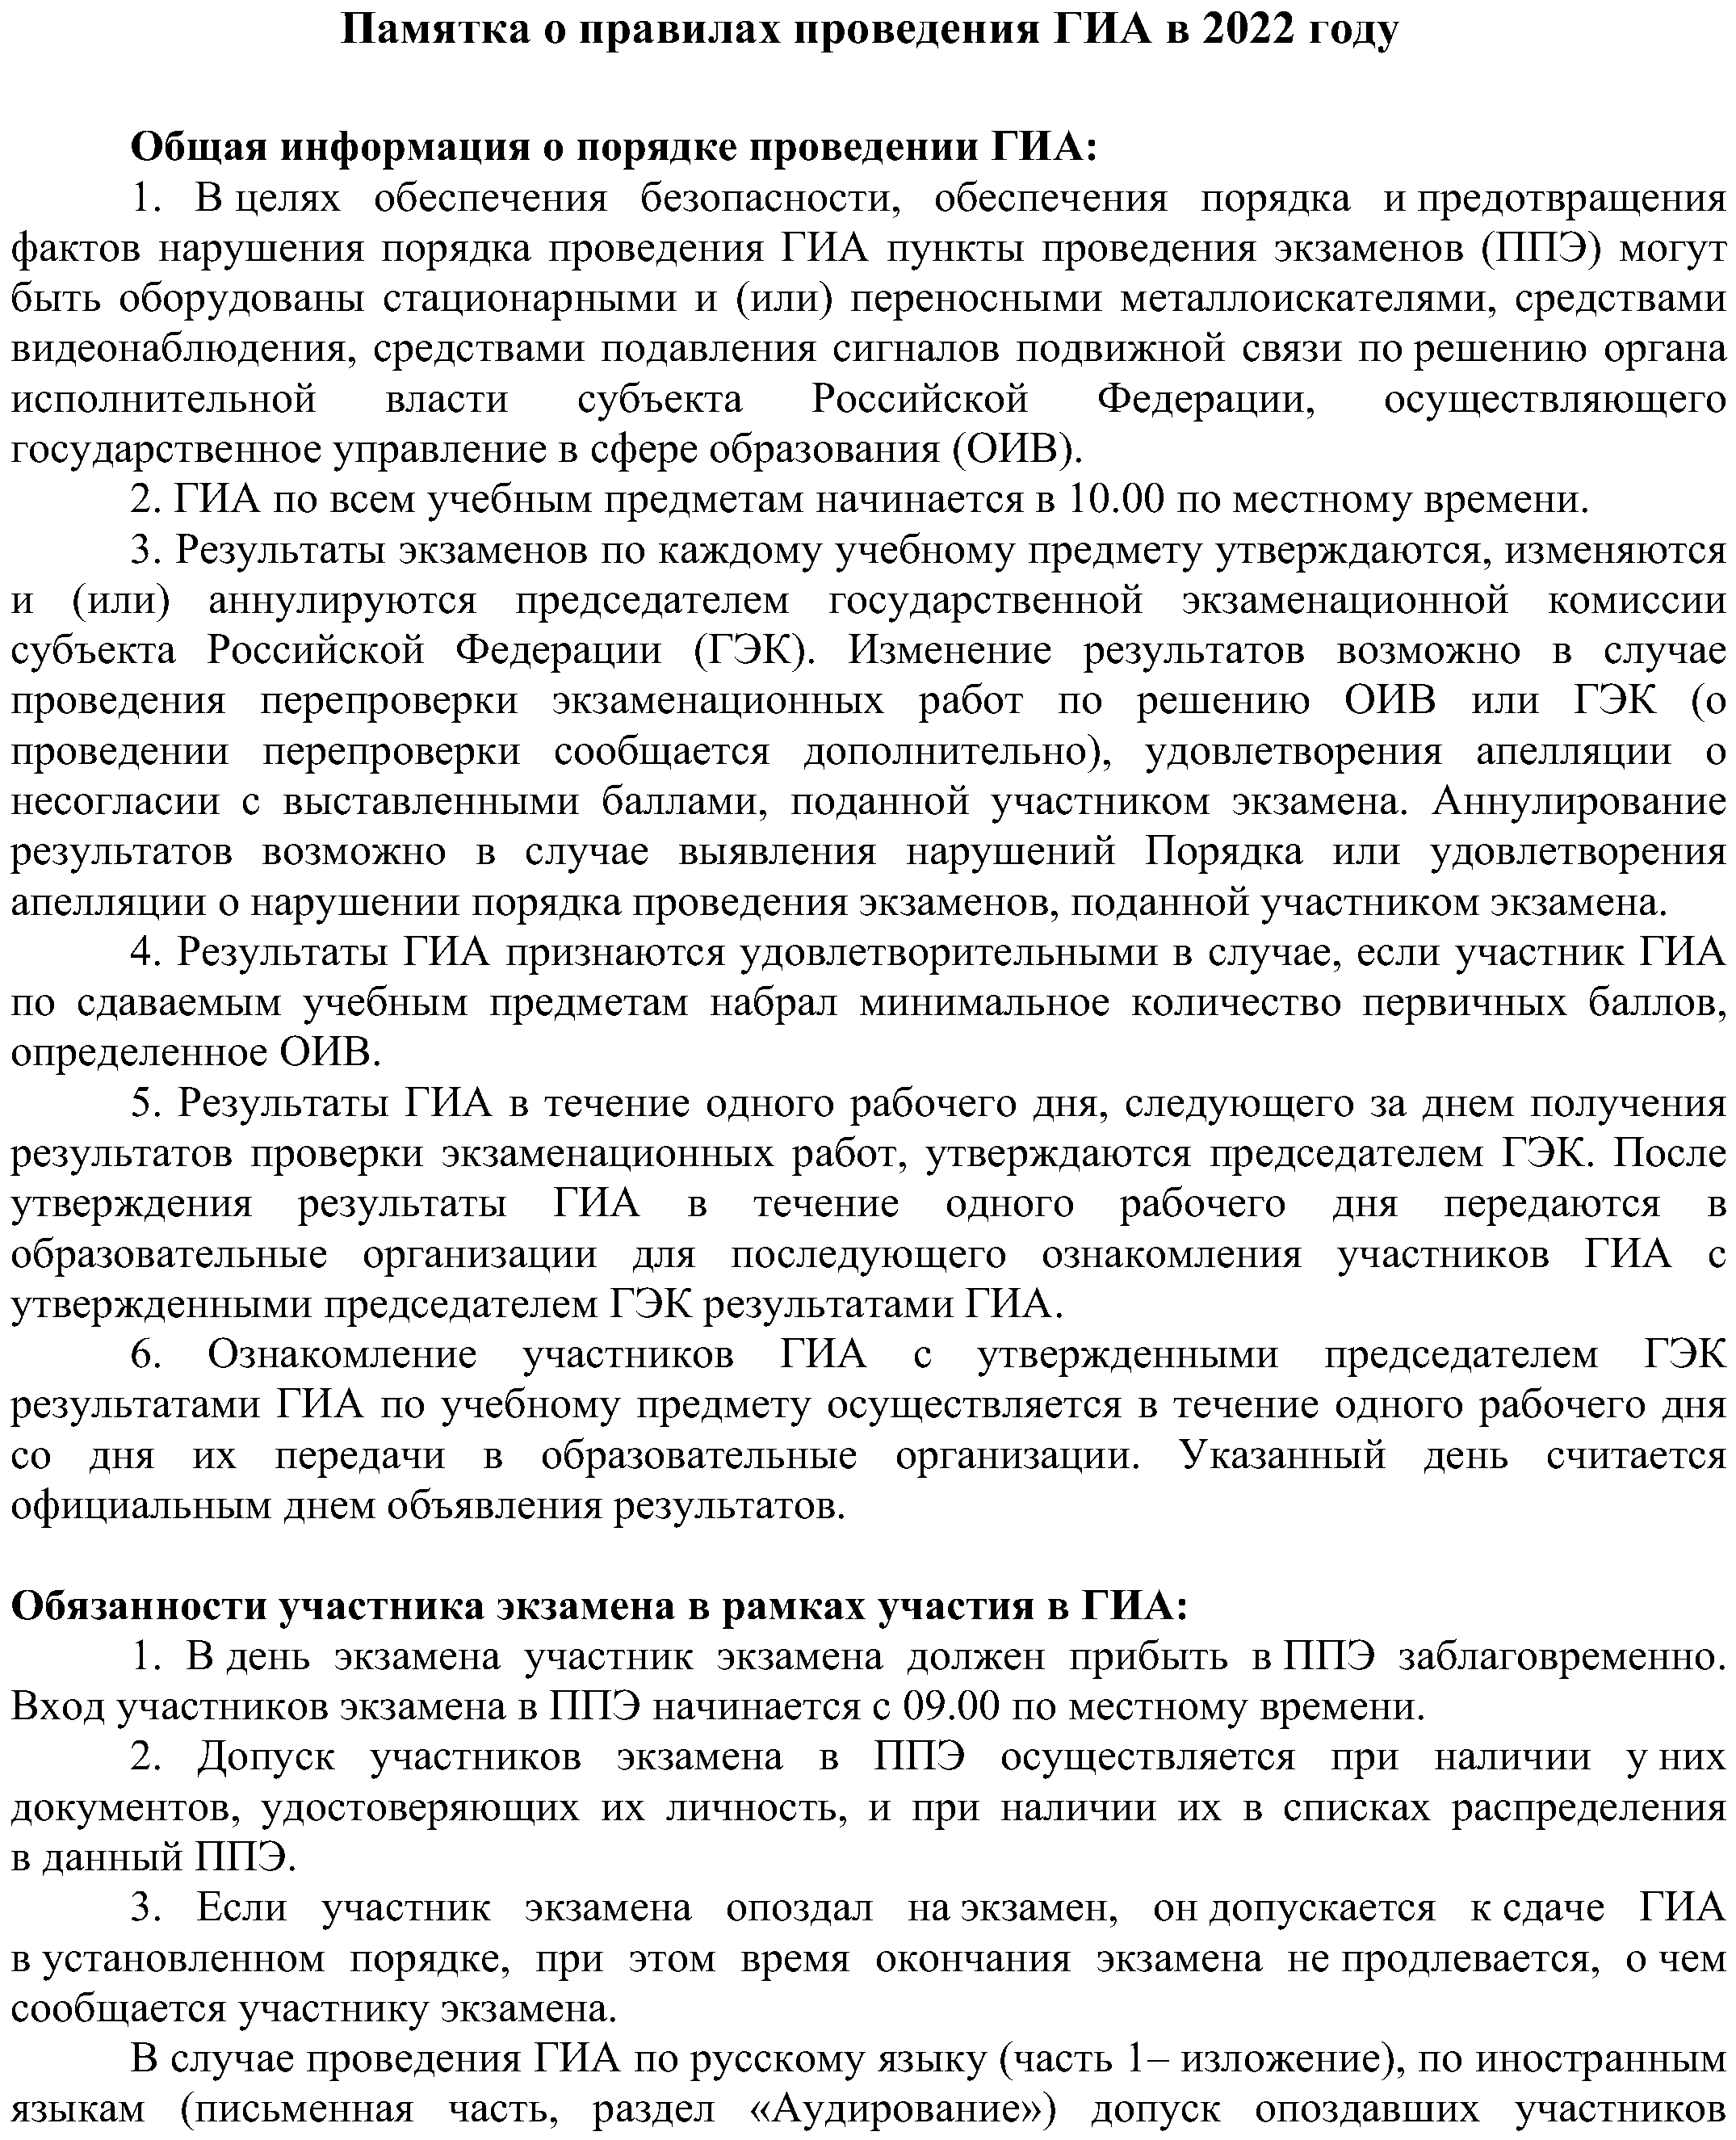 Памятка о правилах проведения ГИА в 2022 году
Общая информация о порядке проведении ГИА:
1. В целях обеспечения безопасности, обеспечения порядка и предотвращения
фактов нарушения порядка проведения ГИА пункты проведения экзаменов (ППЭ) могут
быть оборудованы стационарными и (или) переносными металлоискателями, средствами
видеонаблюдения, средствами подавления сигналов подвижной связи по решению органа
исполнительной власти субъекта Российской Федерации, осуществляющего
государственное управление в сфере образования (ОИВ).
2. ГИА по всем учебным предметам начинается в 10.00 по местному времени.
3. Результаты экзаменов по каждому учебному предмету утверждаются, изменяются
и (или) аннулируются председателем государственной экзаменационной комиссии
субъекта Российской Федерации (ГЭК). Изменение результатов возможно в случае
проведения перепроверки экзаменационных работ по решению ОИВ или ГЭК (о
проведении перепроверки сообщается дополнительно), удовлетворения апелляции о
несогласии с выставленными баллами, поданной участником экзамена. Аннулирование
результатов возможно в случае выявления нарушений Порядка или удовлетворения
апелляции о нарушении порядка проведения экзаменов, поданной участником экзамена.
4. Результаты ГИА признаются удовлетворительными в случае, если участник ГИА
по сдаваемым учебным предметам набрал минимальное количество первичных баллов,
определенное ОИВ.
5. Результаты ГИА в течение одного рабочего дня, следующего за днем получения
результатов проверки экзаменационных работ, утверждаются председателем ГЭК. После
утверждения результаты ГИА в течение одного рабочего дня передаются в
образовательные организации для последующего ознакомления участников ГИА с
утвержденными председателем ГЭК результатами ГИА.
6. Ознакомление участников ГИА с утвержденными председателем ГЭК
результатами ГИА по учебному предмету осуществляется в течение одного рабочего дня
со дня их передачи в образовательные организации. Указанный день считается
официальным днем объявления результатов.
Обязанности участника экзамена в рамках участия в ГИА:
1. В день экзамена участник экзамена должен прибыть в ППЭ заблаговременно.
Вход участников экзамена в ППЭ начинается с 09.00 по местному времени.
2. Допуск участников экзамена в ППЭ осуществляется при наличии у них
документов, удостоверяющих их личность, и при наличии их в списках распределения
в данный ППЭ.
3. Если участник экзамена опоздал на экзамен, он допускается к сдаче ГИА
в установленном порядке, при этом время окончания экзамена не продлевается, о чем
сообщается участнику экзамена.
В случае проведения ГИА по русскому языку (часть 1– изложение), по иностранным
языкам (письменная часть, раздел «Аудирование») допуск опоздавших участников